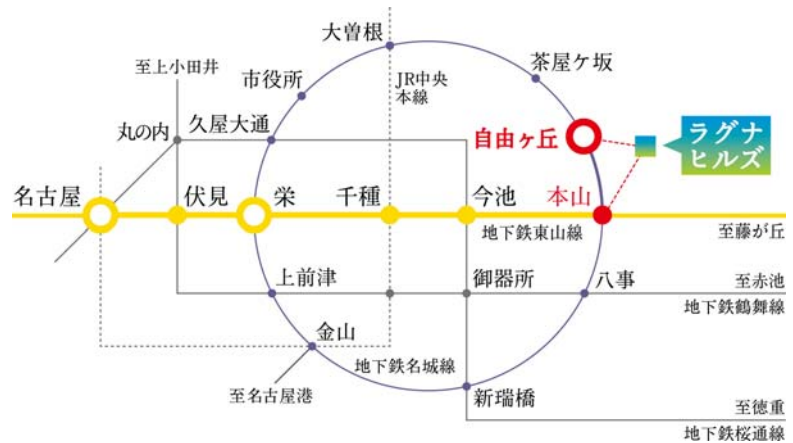 大曽根
茶屋ケ坂
至上小田井
JR中央
本線
市役所
丸の内
久屋大通
自由ヶ丘
ラグナ
ヒルズ
名古屋
伏見
栄
千種
今池
本山
地下鉄東山線
至藤が丘
上前津
御器所
八事
至赤池
地下鉄鶴舞線
金山
地下鉄名城線
至名古屋港
新瑞橋
至徳重
地下鉄桜通線